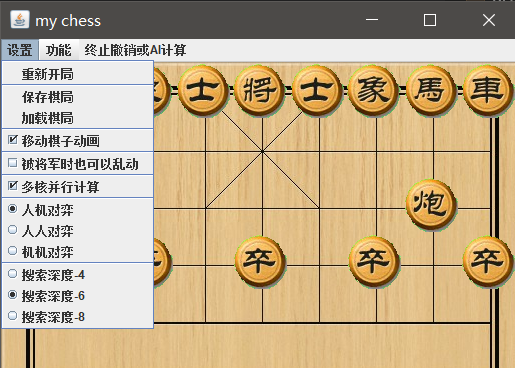 my chess
设置 功能 终止撤销或AI计算
重新开局
保存棋局
加载棋局
移动棋子动画
被将军时也可以乱动
多核并行计算
人机对弈
人人对弈
机机对弈
搜索深度-4
搜索深度-6
搜索深度-8
士 將 士 象 馬 車
炮
卒 卒 卒